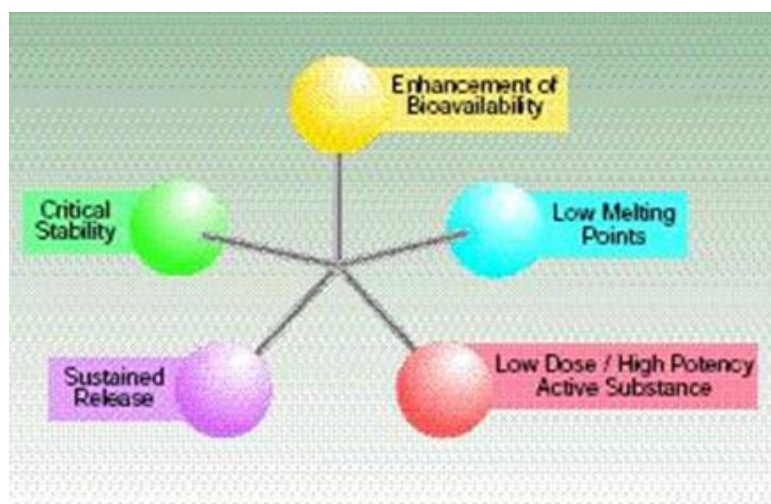 Enhancement of
Bioavailability
Critical
Stability
Low Melting
Points
Sustained
Release
Low Dose / High Potency
Active Substance